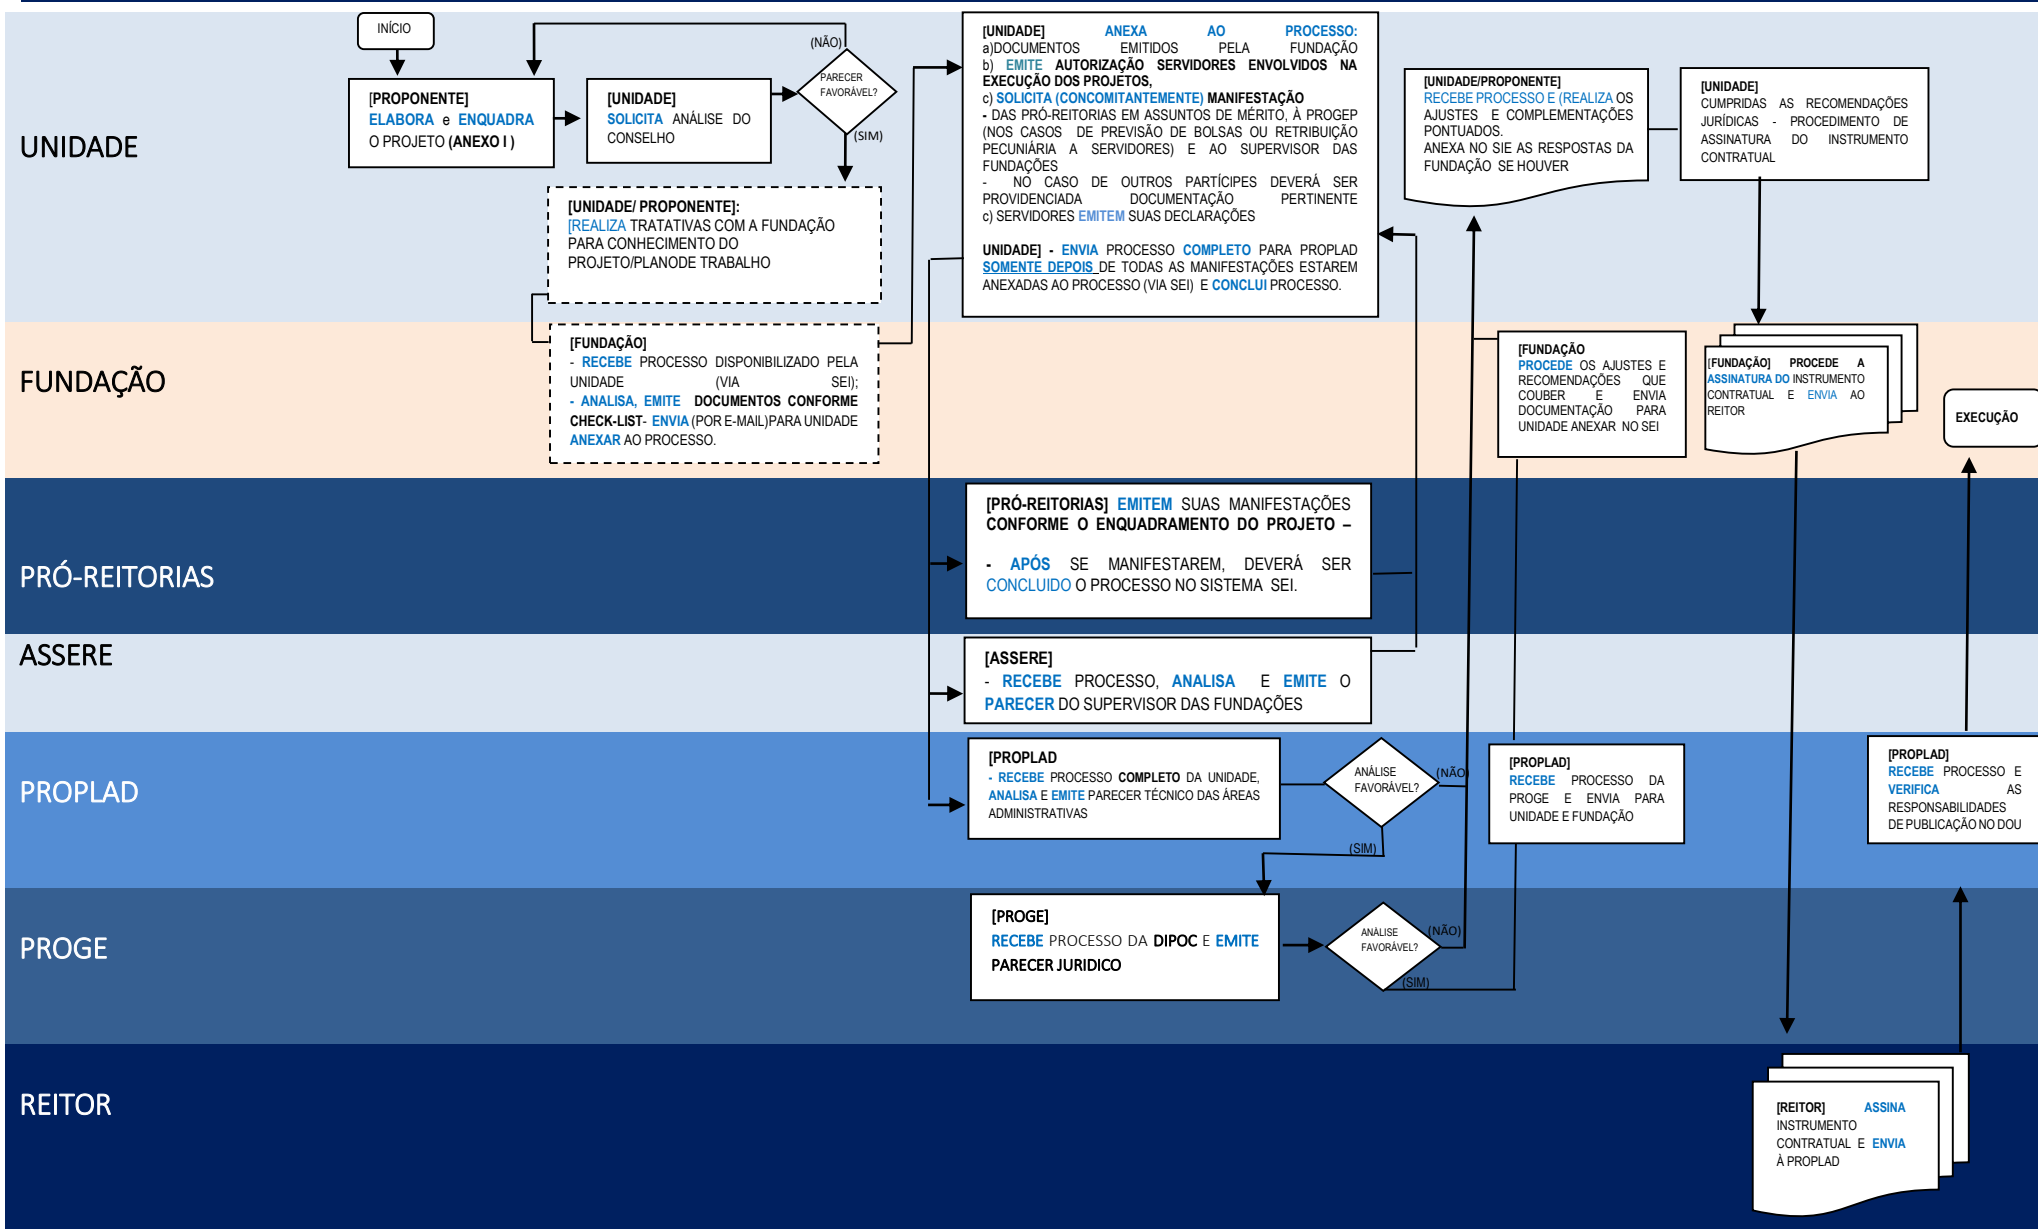 UNIDADE
INÍCIO
[PROPONENTE]
ELABORA e ENQUADRA
O PROJETO (ANEXO I )
[UNIDADE]
SOLICITA ANÁLISE DO
CONSELHO
(NÃO)
PARECER
FAVORÁVEL?
(SIM)
[UNIDADE/ PROPONENTE]:
[REALIZA TRATATIVAS COM A FUNDAÇÃO
PARA CONHECIMENTO DO
PROJETO/PLANODE TRABALHO
[UNIDADE] ANEXA AO PROCESSO:
a)DOCUMENTOS EMITIDOS PELA FUNDAÇÃO
b) EMITE AUTORIZAÇÃO SERVIDORES ENVOLVIDOS NA
EXECUÇÃO DOS PROJETOS,
c) SOLICITA (CONCOMITANTEMENTE) MANIFESTAÇÃO
- DAS PRÓ-REITORIAS EM ASSUNTOS DE MÉRITO, À PROGEP
(NOS CASOS DE PREVISÃO DE BOLSAS OU RETRIBUIÇÃO
PECUNIÁRIA A SERVIDORES) E AO SUPERVISOR DAS
FUNDAÇÕES
- NO CASO DE OUTROS PARTÍCIPES DEVERÁ SER
PROVIDENCIADA DOCUMENTAÇÃO PERTINENTE
c) SERVIDORES EMITEM SUAS DECLARAÇÕES
UNIDADE] - ENVIA PROCESSO COMPLETO PARA PROPLAD
SOMENTE DEPOIS DE TODAS AS MANIFESTAÇÕES ESTAREM
ANEXADAS AO PROCESSO (VIA SEI) E CONCLUI PROCESSO.
[UNIDADE/PROPONENTE]
RECEBE PROCESSO E (REALIZA OS
AJUSTES E COMPLEMENTAÇÕES
PONTUADOS.
ANEXA NO SIE AS RESPOSTAS DA
FUNDAÇÃO SE HOUVER
[UNIDADE]
CUMPRIDAS AS RECOMENDAÇÕES
JURÍDICAS - PROCEDIMENTO DE
ASSINATURA DO INSTRUMENTO
CONTRATUAL
FUNDAÇÃO
[FUNDAÇÃO]
- RECEBE PROCESSO DISPONIBILIZADO PELA
UNIDADE (VIA SEI);
- ANALISA, EMITE DOCUMENTOS CONFORME
CHECK-LIST- ENVIA (POR E-MAIL)PARA UNIDADE
ANEXAR AO PROCESSO.
[FUNDAÇÃO
PROCEDE OS AJUSTES E
RECOMENDAÇÕES QUE
COUBER E ENVIA
DOCUMENTAÇÃO PARA
UNIDADE ANEXAR NO SEI
[FUNDAÇÃO] PROCEDE A
ASSINATURA DO INSTRUMENTO
CONTRATUAL E ENVIA AO
REITOR
EXECUÇÃO
PRÓ-REITORIAS
[PRÓ-REITORIAS] EMITEM SUAS MANIFESTAÇÕES
CONFORME O ENQUADRAMENTO DO PROJETO –
- APÓS SE MANIFESTAREM, DEVERÁ SER
CONCLUIDO O PROCESSO NO SISTEMA SEI.
ASSERE
[ASSERE]
- RECEBE PROCESSO, ANALISA E EMITE O
PARECER DO SUPERVISOR DAS FUNDAÇÕES
PROPLAD
[PROPLAD
- RECEBE PROCESSO COMPLETO DA UNIDADE,
ANALISA E EMITE PARECER TÉCNICO DAS ÁREAS
ADMINISTRATIVAS
ANÁLISE
FAVORÁVEL?
(NÃO)
(SIM)
[PROPLAD]
RECEBE PROCESSO DA
PROGE E ENVIA PARA
UNIDADE E FUNDAÇÃO
[PROPLAD]
RECEBE PROCESSO E
VERIFICA AS
RESPONSABILIDADES
DE PUBLICAÇÃO NO DOU
PROGE
[PROGE]
RECEBE PROCESSO DA DIPOC E EMITE
PARECER JURIDICO
ANÁLISE
FAVORÁVEL?
(NÃO)
(SIM)
REITOR
[REITOR] ASSINA
INSTRUMENTO
CONTRATUAL E ENVIA
À PROPLAD